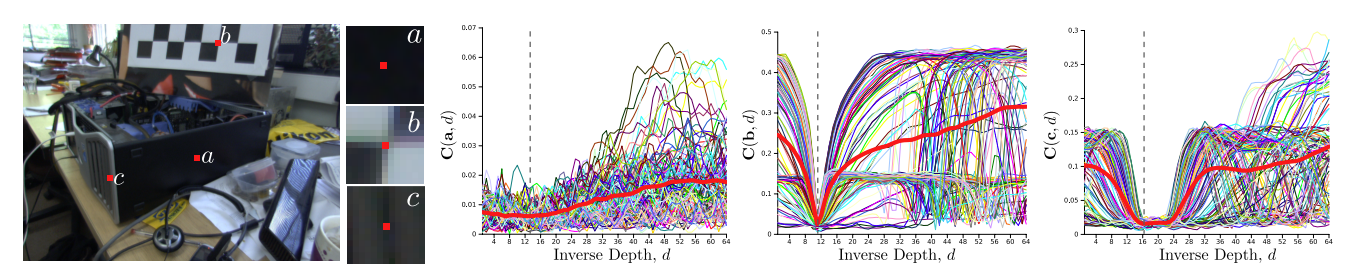 b
a
c
a
b
c
C(a, d)
0.07
0.06
0.05
0.04
0.03
0.02
0.01
0
4 8 12 16 20 24 28 32 36 40 44 48 52 56 60 64
Inverse Depth, d
C(b, d)
0.5
0.4
0.3
0.2
0.1
0
4 8 12 16 20 24 28 32 36 40 44 48 52 56 60 64
Inverse Depth, d
C(c, d)
0.3
0.25
0.2
0.15
0.1
0.05
0
4 8 12 16 20 24 28 32 36 40 44 48 52 56 60 64
Inverse Depth, d